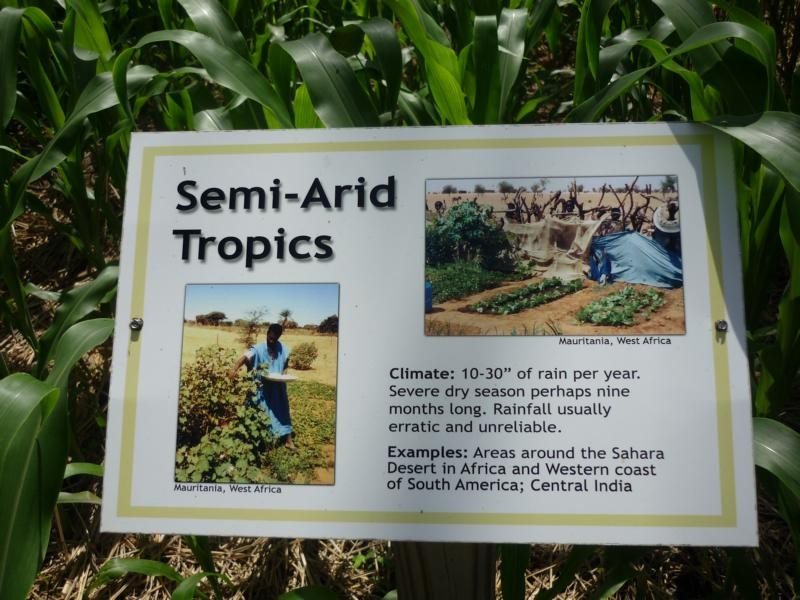 Semi-Arid
Tropics
Mauritania, West Africa
Mauritania, West Africa
Climate: 10-30” of rain per year.
Severe dry season perhaps nine
months long. Rainfall usually
erratic and unreliable.
Examples: Areas around the Sahara
Desert in Africa and Western coast
of South America; Central India